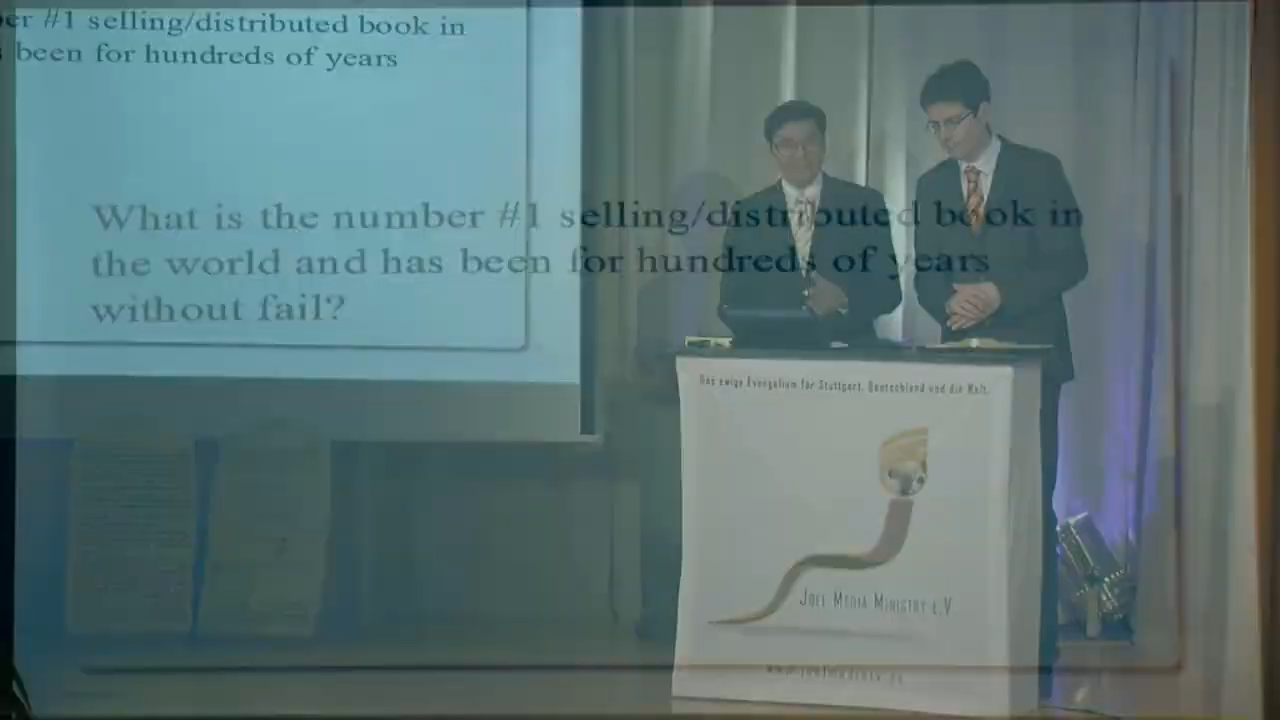 er #1 selling/distributed book in
been for hundreds of years
What is the number #1 selling/distributed book in
the world and has been for hundreds of years
without fail?
Das ewige Evangelium für Stuttgart, Deutschland und die Welt.
JOEL MEDIA MINISTRY e.V